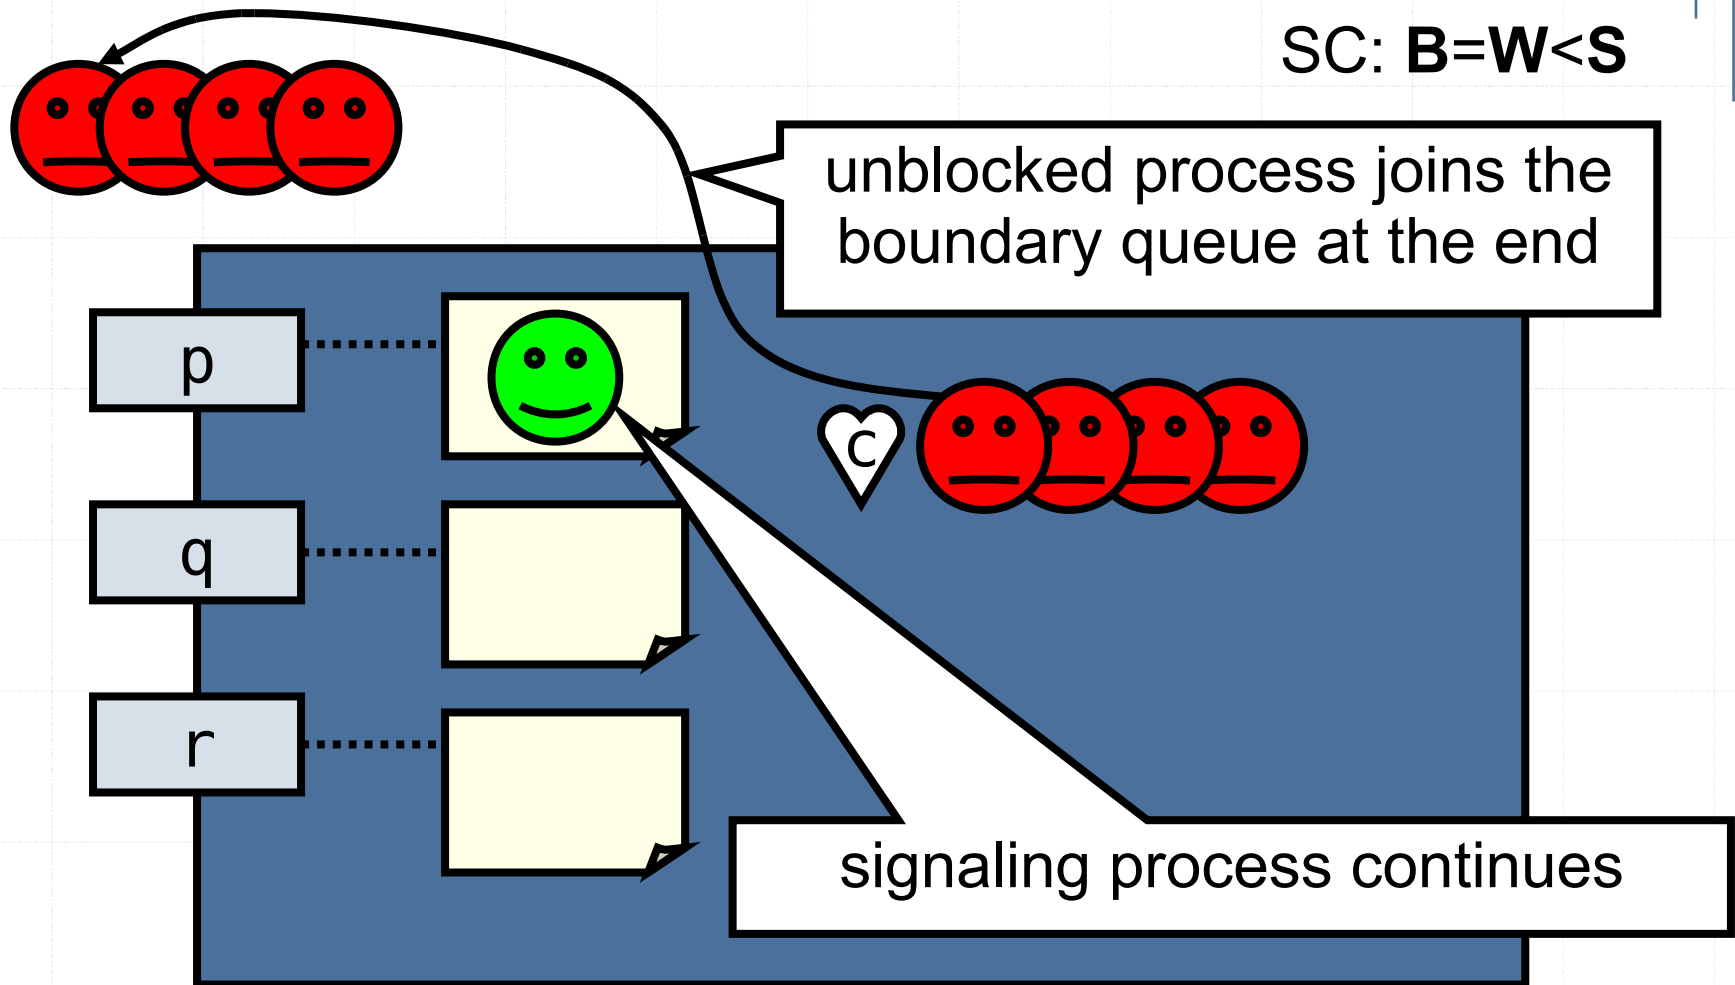 SC: B=W<S
unblocked process joins the
boundary queue at the end
p
c
q
r
signaling process continues